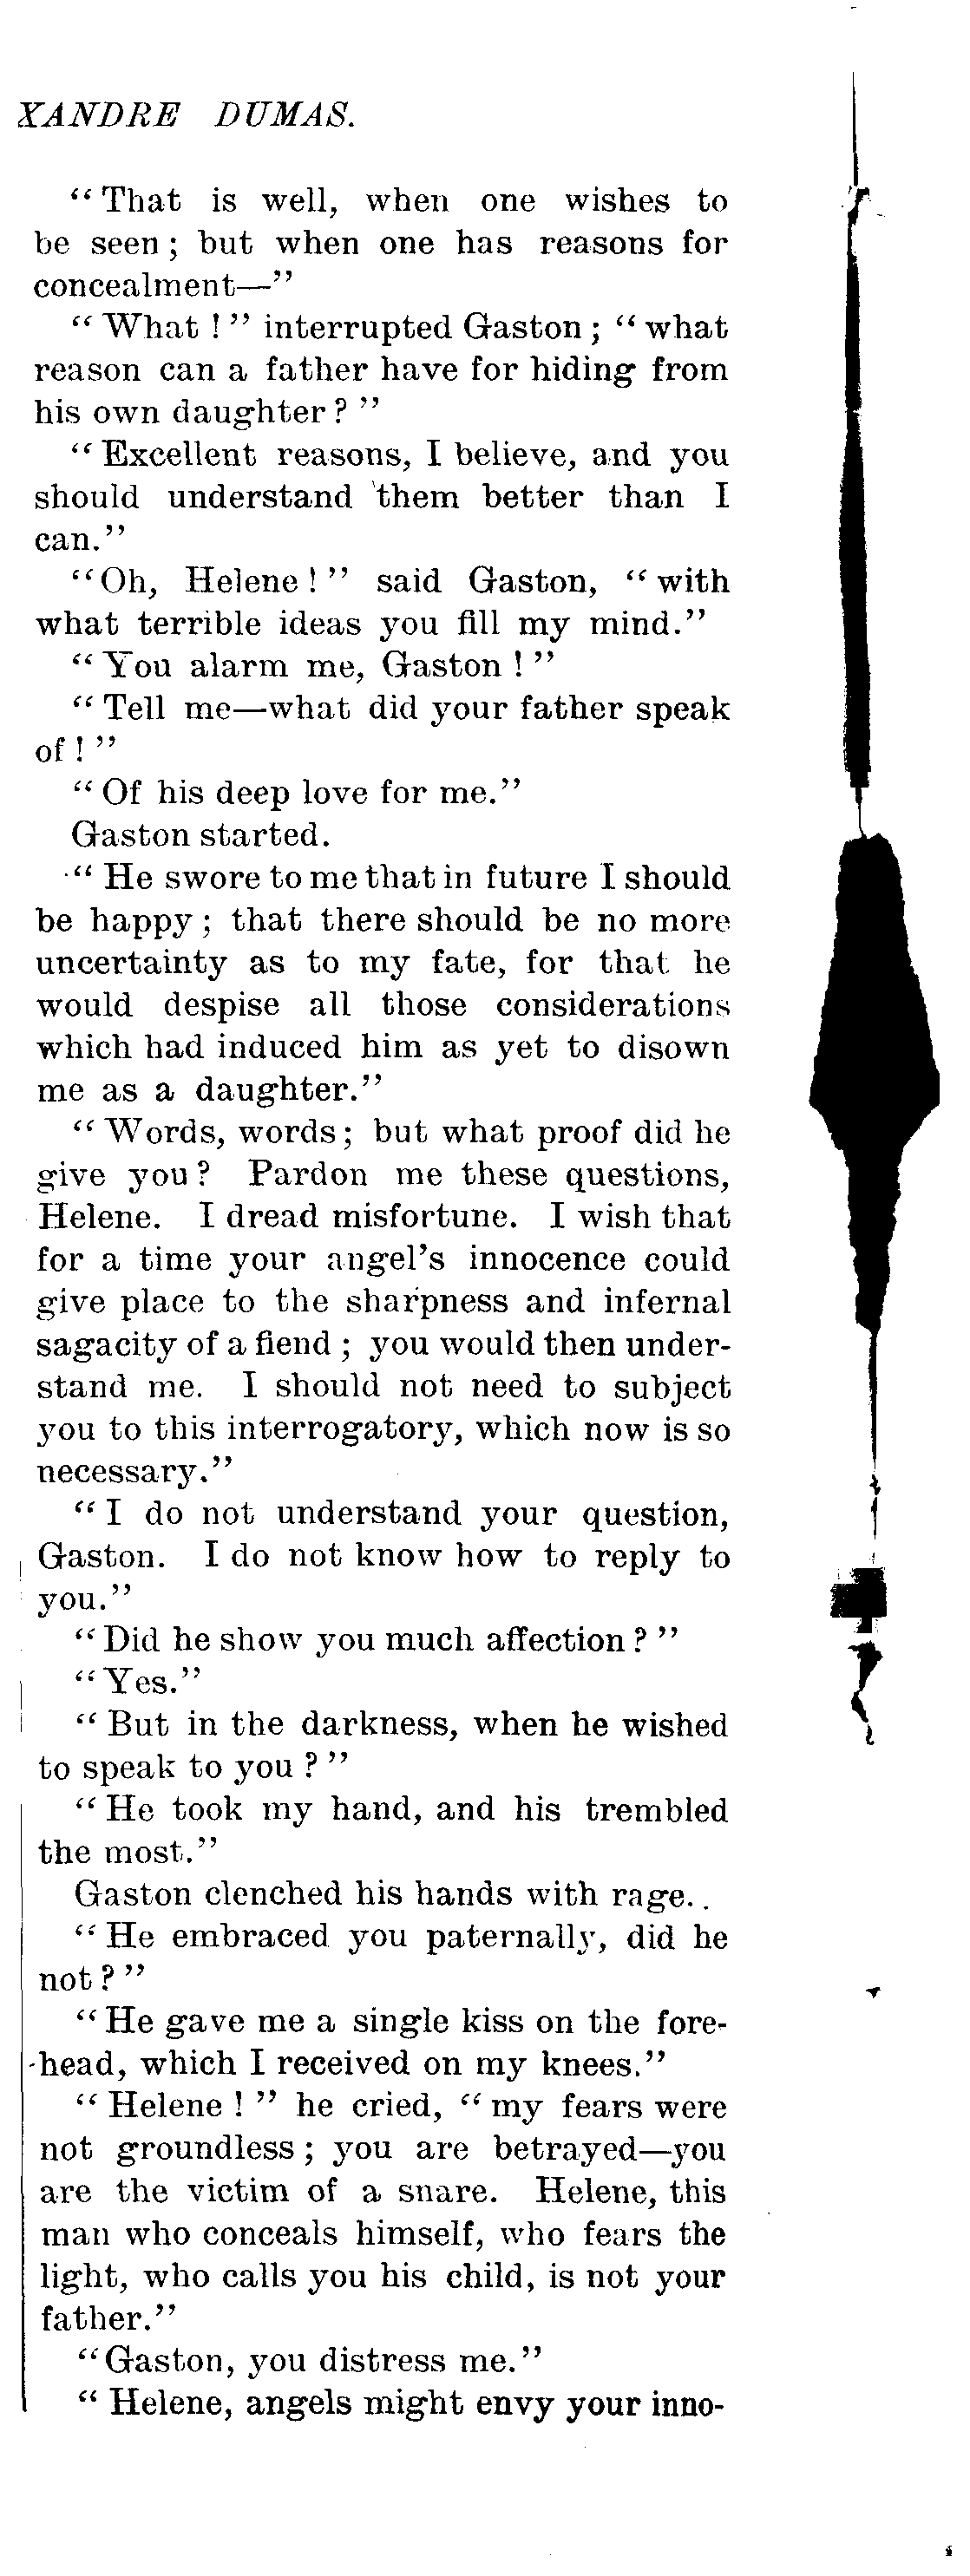 XANDRE DUMAS.
“That is well, when one wishes to
be seen; but when one has reasons for
concealment—”
“What!” interrupted Gaston; “what
reason can a father have for hiding from
his own daughter?”
“Excellent reasons, I believe, and you
should understand them better than I
can.”
“Oh, Helene!” said Gaston, “with
what terrible ideas you fill my mind.”
“You alarm me, Gaston!”
“Tell me—what did your father speak
of!”
“Of his deep love for me.”
Gaston started.
“He swore to me that in future I should
be happy; that there should be no more
uncertainty as to my fate, for that he
would despise all those considerations
which had induced him as yet to disown
me as a daughter.”
“Words, words; but what proof did he
give you? Pardon me these questions,
Helene. I dread misfortune. I wish that
for a time your angel’s innocence could
give place to the sharpness and infernal
sagacity of a fiend; you would then under-
stand me. I should not need to subject
you to this interrogatory, which now is so
necessary.”
“I do not understand your question,
Gaston. I do not know how to reply to
you.”
“Did he show you much affection?”
“Yes.”
“But in the darkness, when he wished
to speak to you?”
“He took my hand, and his trembled
the most.”
Gaston clenched his hands with rage.
“He embraced you paternally, did he
not?”
“He gave me a single kiss on the fore-
head, which I received on my knees.”
“Helene!” he cried, “my fears were
not groundless; you are betrayed—you
are the victim of a snare. Helene, this
man who conceals himself, who fears the
light, who calls you his child, is not your
father.”
“Gaston, you distress me.”
“Helene, angels might envy your inno-